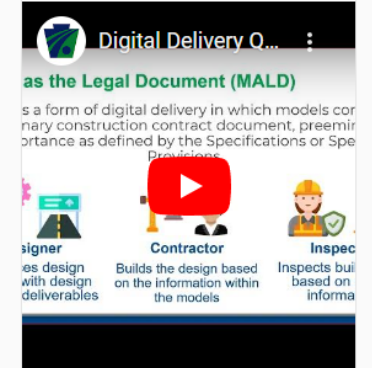 Digital Delivery Q...
as the Legal Document (MALD)
s a form of digital delivery in which models cor
nary construction contract document, preemin
ortance as defined by the Specifications or Spe
Provisions
signer
Contractor
Inspec
es design
Builds the design based
Inspects buil
with design
on the information within
based on
deliverables
the models
informa